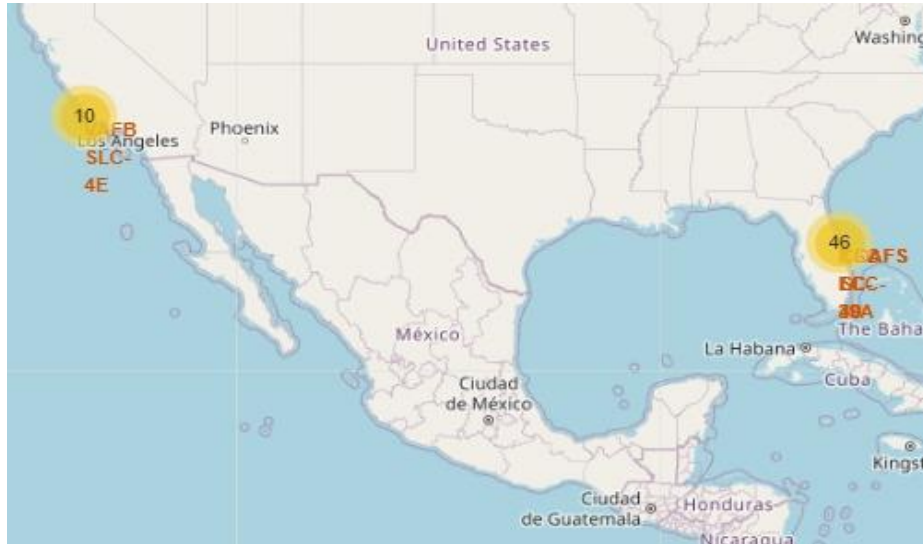 United States
Washing
10
VAFB
SLC-
4E
Los Angeles
Phoenix
46
The Baha
México
La Habana
Cuba
Ciudad
de México
Kingst
Ciudad
de Guatemala
Honduras
Nicaragua